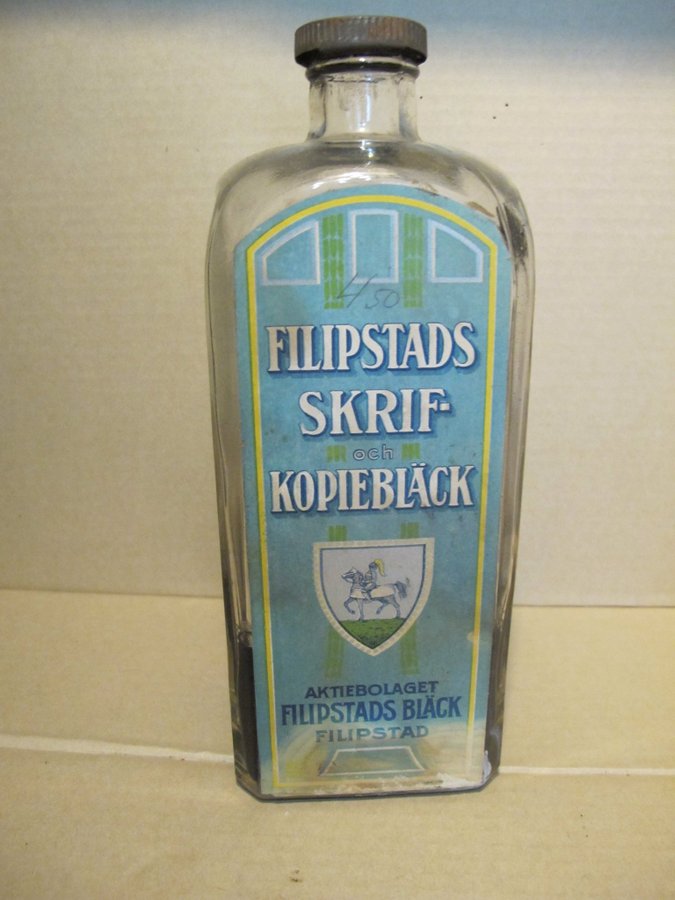 4.50
FILIPSTADS
SKRIF-
och
KOPIEBLÄCK
AKTIEBOLAGET
FILIPSTADS BLÄCK
FILIPSTAD